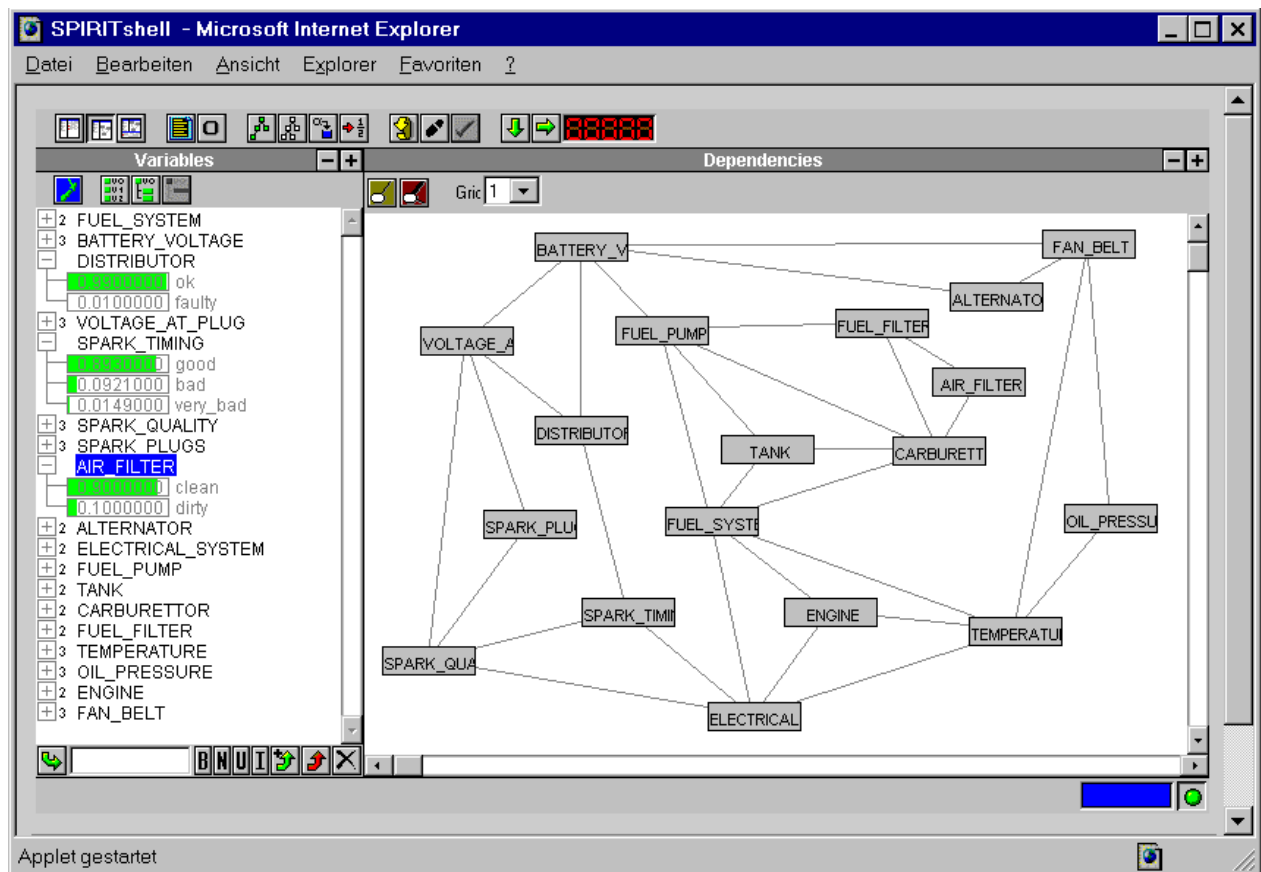 SPIRITshell - Microsoft Internet Explorer
Datei Bearbeiten Ansicht Explorer Favoriten ?
Variables
Dependencies
Gric 1
2 FUEL_SYSTEM
3 BATTERY_VOLTAGE
DISTRIBUTOR
0.9900000 ok
0.0100000 faulty
3 VOLTAGE_AT_PLUG
SPARK_TIMING
0.8930000 good
0.0921000 bad
0.0149000 very_bad
3 SPARK_QUALITY
3 SPARK_PLUGS
AIR_FILTER
0.9000000 clean
0.1000000 dirty
2 ALTERNATOR
2 ELECTRICAL_SYSTEM
2 FUEL_PUMP
2 TANK
2 CARBURETTOR
2 FUEL_FILTER
3 TEMPERATURE
3 OIL_PRESSURE
2 ENGINE
3 FAN_BELT
B N U I
BATTERY_V
FAN_BELT
ALTERNATO
FUEL_PUMP
FUEL_FILTER
VOLTAGE_A
AIR_FILTER
DISTRIBUTOR
TANK
CARBURETT
SPARK_PLU
FUEL_SYSTE
OIL_PRESSU
SPARK_TIMIN
ENGINE
TEMPERATU
SPARK_QUA
ELECTRICAL
Applet gestartet